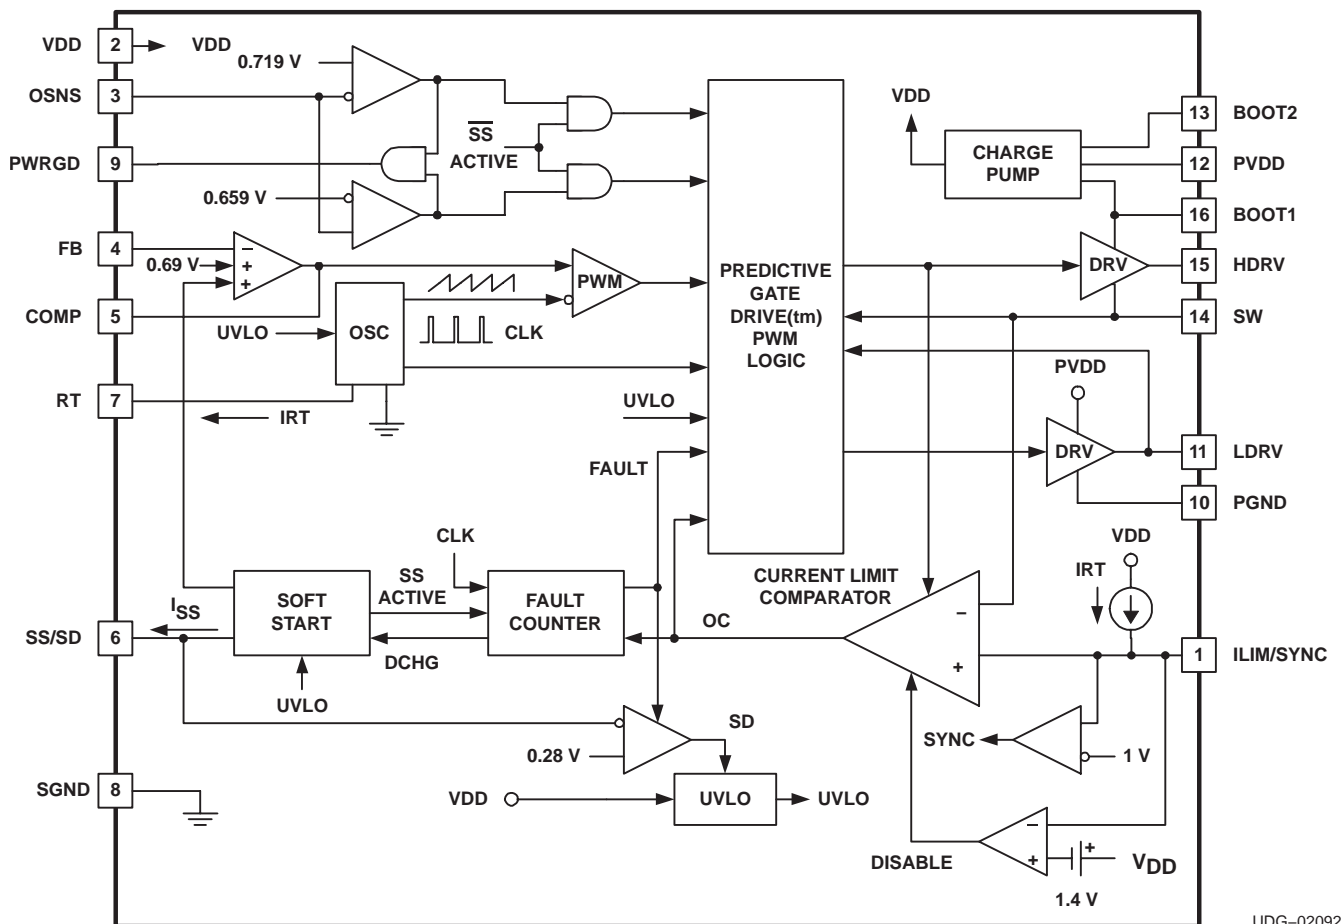 VDD 2 VDD
0.719 V
OSNS 3
PWRGD 9
SS
ACTIVE
0.659 V
FB 4 −
0.69 V +
+
COMP 5
UVLO OSC
CLK
PWM
RT 7
IRT
PREDICTIVE
GATE
DRIVE(tm)
PWM
LOGIC
UVLO
FAULT
VDD
CHARGE
PUMP
13 BOOT2
12 PVDD
16 BOOT1
DRV 15 HDRV
14 SW
PVDD
DRV 11 LDRV
10 PGND
CLK
SS
ACTIVE
SOFT
START
FAULT
COUNTER
DCHG
ISS
SS/SD 6
UVLO
OC
CURRENT LIMIT
COMPARATOR
−
+
VDD
IRT
1 ILIM/SYNC
SYNC
1 V
0.28 V
SD
VDD UVLO UVLO
SGND 8
−
+
+
DISABLE
VDD
1.4 V
UDG–02092